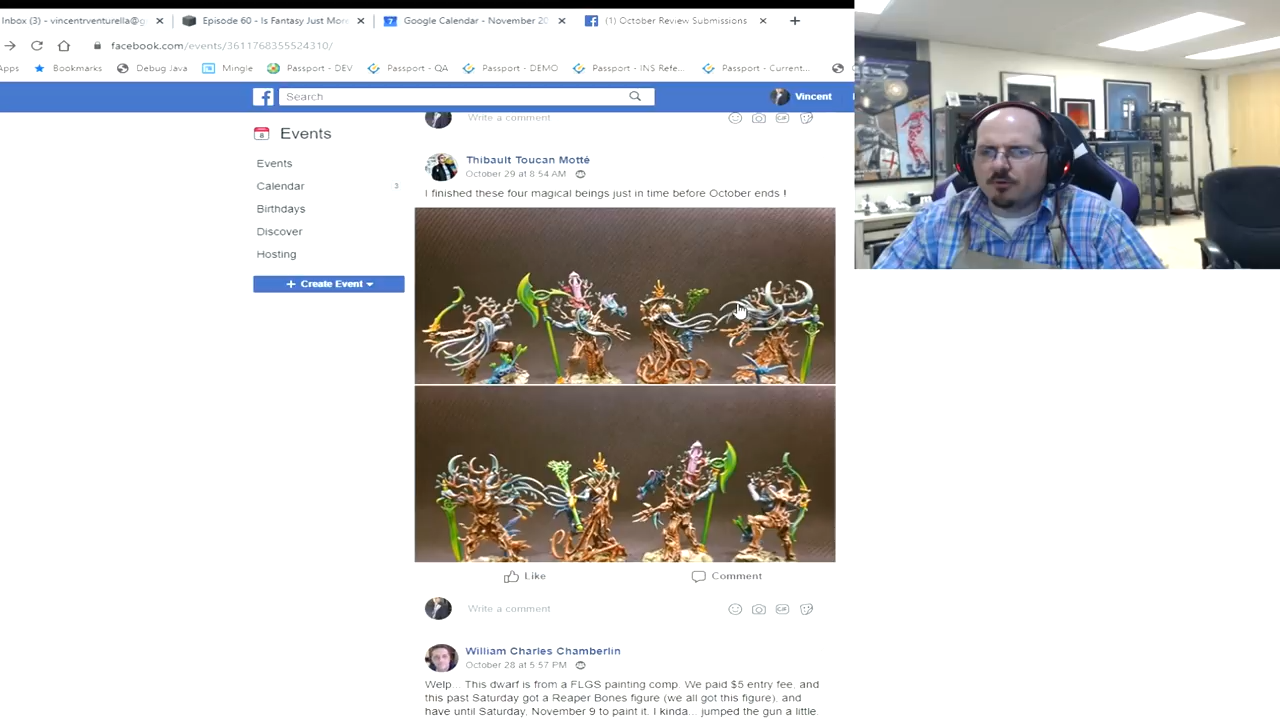 Inbox (3) - vincentrventurella@g
Episode 60 - Is Fantasy Just More
Google Calendar - November 20
(1) October Review Submissions
facebook.com/events/3611768355524310/
Apps
Bookmarks
Debug Java
Mingle
Passport - DEV
Passport - QA
Passport - DEMO
Passport - INS Refe...
Passport - Current...
Search
Vincent
Events
Write a comment
Events
Calendar 3
Birthdays
Discover
Hosting
+ Create Event
Thibault Toucan Motté
October 29 at 8:54 AM
I finished these four magical beings just in time before October ends !
Like
Comment
Write a comment
William Charles Chamberlin
October 28 at 5:57 PM
Welp... This dwarf is from a FLGS painting comp. We paid $5 entry fee, and
this past Saturday got a Reaper Bones figure (we all got this figure), and
have until Saturday, November 9 to paint it. I kinda... jumped the gun a little.